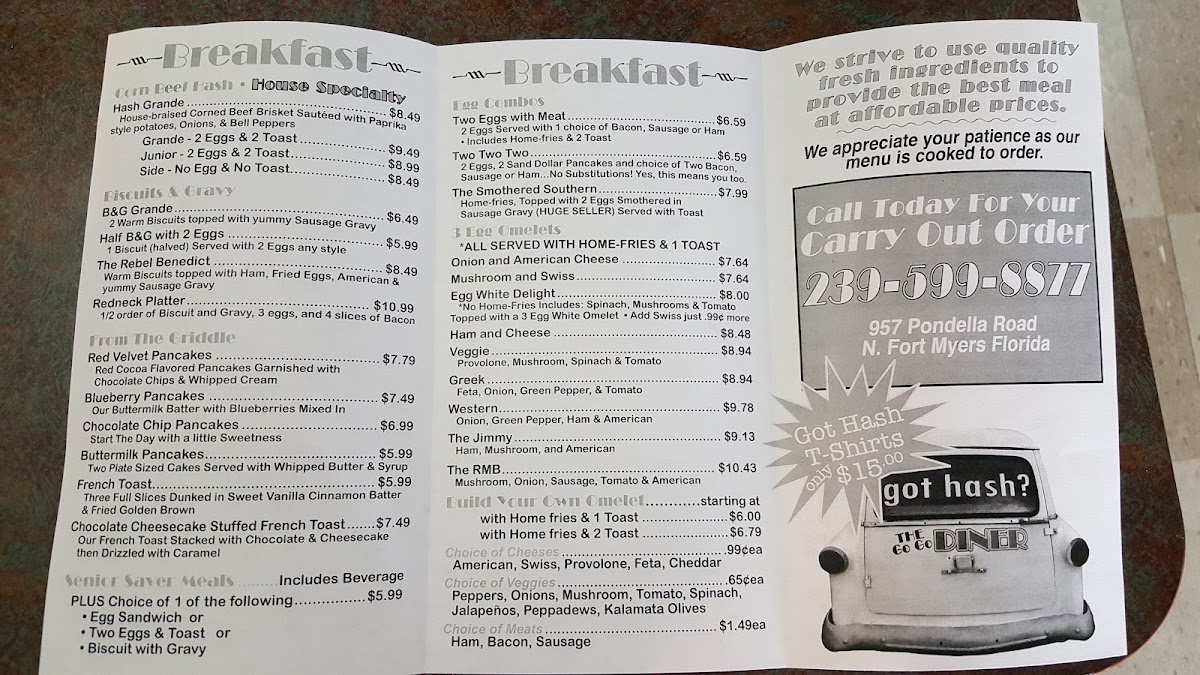 Breakfast
Corn Beef Hash • House Specialty
Hash Grande ........ $8.49
House-braised Corned Beef Brisket Sautéed with Paprika
style potatoes, Onions, & Bell Peppers
Grande - 2 Eggs & 2 Toast ........ $9.49
Junior - 2 Eggs & 2 Toast ........ $8.99
Side - No Egg & No Toast ........ $8.49
Biscuits & Gravy
B&G Grande ........ $6.49
2 Warm Biscuits topped with yummy Sausage Gravy
Half B&G with 2 Eggs ........ $5.99
1 Biscuit (halved) Served with 2 Eggs any style
The Rebel Benedict ........ $8.49
Warm Biscuits topped with Ham, Fried Eggs, American &
yummy Sausage Gravy
Redneck Platter ........ $10.99
1/2 order of Biscuit and Gravy, 3 eggs, and 4 slices of Bacon
From The Griddle
Red Velvet Pancakes ........ $7.79
Red Cocoa Flavored Pancakes Garnished with
Chocolate Chips & Whipped Cream
Blueberry Pancakes ........ $7.49
Our Buttermilk Batter with Blueberries Mixed In
Chocolate Chip Pancakes ........ $6.99
Start The Day with a little Sweetness
Buttermilk Pancakes ........ $5.99
Two Plate Sized Cakes Served with Whipped Butter & Syrup
French Toast ........ $5.99
Three Full Slices Dunked in Sweet Vanilla Cinnamon Batter
& Fried Golden Brown
Chocolate Cheesecake Stuffed French Toast ....... $7.49
Our French Toast Stacked with Chocolate & Cheesecake
then Drizzled with Caramel
Senior Saver Meals ........ Includes Beverage
PLUS Choice of 1 of the following ........ $5.99
• Egg Sandwich or
• Two Eggs & Toast or
• Biscuit with Gravy
Breakfast
Egg Combos
Two Eggs with Meat ........ $6.59
2 Eggs Served with 1 choice of Bacon, Sausage or Ham
• Includes Home-fries & 2 Toast
Two Two Two ........ $6.59
2 Eggs, 2 Sand Dollar Pancakes and choice of Two Bacon,
Sausage or Ham...No Substitutions! Yes, this means you too.
The Smothered Southern ........ $7.99
Home-fries, Topped with 2 Eggs Smothered in
Sausage Gravy (HUGE SELLER) Served with Toast
3 Egg Omelets
*ALL SERVED WITH HOME-FRIES & 1 TOAST
Onion and American Cheese ........ $7.64
Mushroom and Swiss ........ $7.64
Egg White Delight ........ $8.00
*No Home-Fries Includes: Spinach, Mushrooms & Tomato
Topped with a 3 Egg White Omelet • Add Swiss just .99¢ more
Ham and Cheese ........ $8.48
Veggie ........ $8.94
Provolone, Mushroom, Spinach & Tomato
Greek ........ $8.94
Feta, Onion, Green Pepper, & Tomato
Western ........ $9.78
Onion, Green Pepper, Ham & American
The Jimmy ........ $9.13
Ham, Mushroom, and American
The RMB ........ $10.43
Mushroom, Onion, Sausage, Tomato & American
Build Your Own Omelet ........ starting at
with Home fries & 1 Toast ........ $6.00
with Home fries & 2 Toast ........ $6.79
Choice of Cheeses ........ .99¢ea
American, Swiss, Provolone, Feta, Cheddar
Choice of Veggies ........ .65¢ea
Peppers, Onions, Mushroom, Tomato, Spinach,
Jalapeños, Peppadews, Kalamata Olives
Choice of Meats ........ $1.49ea
Ham, Bacon, Sausage
We strive to use quality
fresh ingredients to
provide the best meal
at affordable prices.
We appreciate your patience as our
menu is cooked to order.
Call Today For Your
Carry Out Order
239-599-8877
957 Pondella Road
N. Fort Myers Florida
Got Hash
T-Shirts
only $15.00
got hash?
THE
GO GO DINER